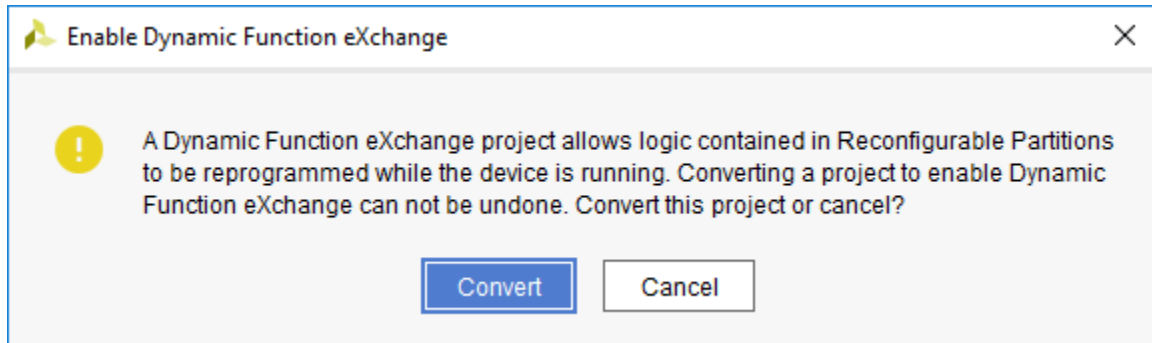 Enable Dynamic Function eXchange
A Dynamic Function eXchange project allows logic contained in Reconfigurable Partitions
to be reprogrammed while the device is running. Converting a project to enable Dynamic
Function eXchange can not be undone. Convert this project or cancel?
Convert
Cancel